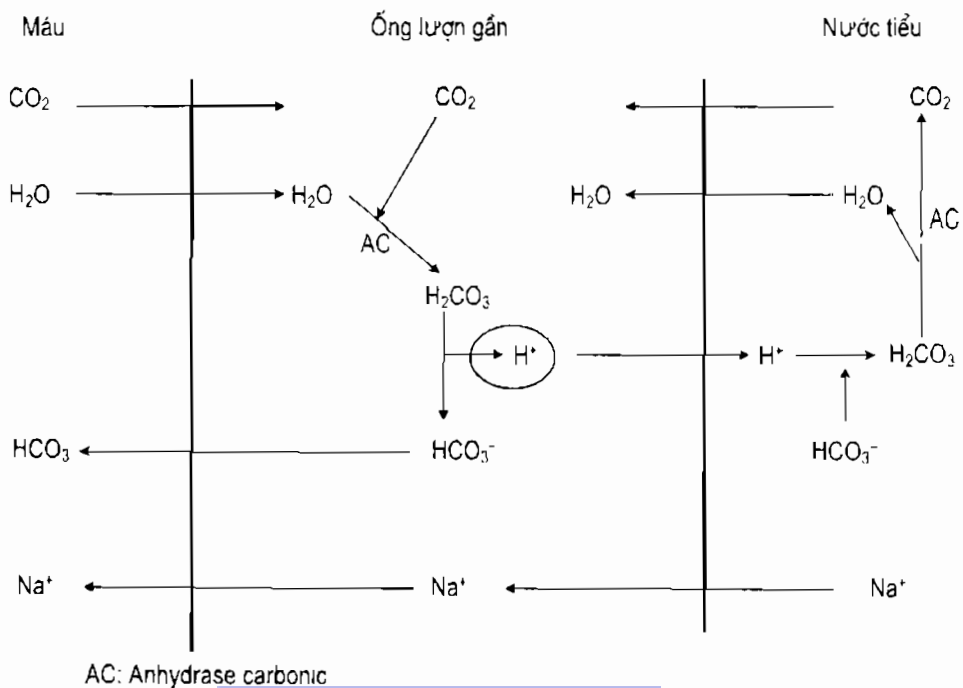 Máu Ống lượn gần Nước tiểu
CO₂ CO₂ CO₂
H₂O H₂O H₂O H₂O
AC AC
H₂CO₃
H⁺ H⁺ H₂CO₃
HCO₃ HCO₃⁻ HCO₃⁻
Na⁺ Na⁺ Na⁺
AC: Anhydrase carbonic